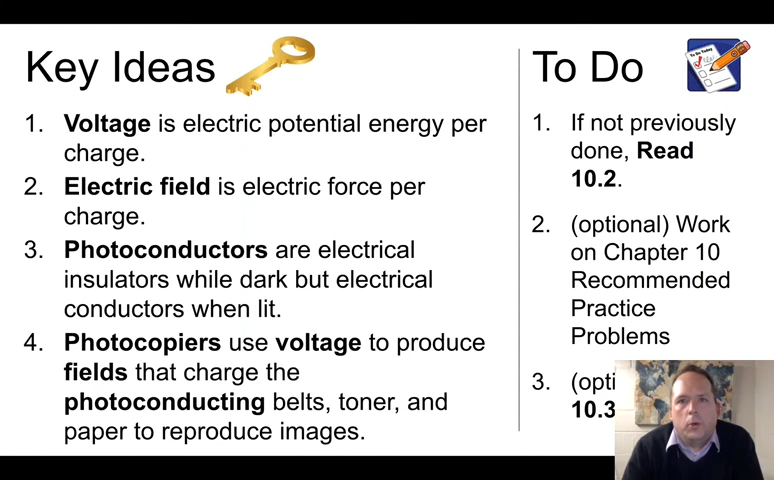 Key Ideas
1. Voltage is electric potential energy per
charge.
2. Electric field is electric force per
charge.
3. Photoconductors are electrical
insulators while dark but electrical
conductors when lit.
4. Photocopiers use voltage to produce
fields that charge the
photoconducting belts, toner, and
paper to reproduce images.
To Do
To Do Today
1. If not previously
done, Read
10.2.
2. (optional) Work
on Chapter 10
Recommended
Practice
Problems
3. (opti
10.3